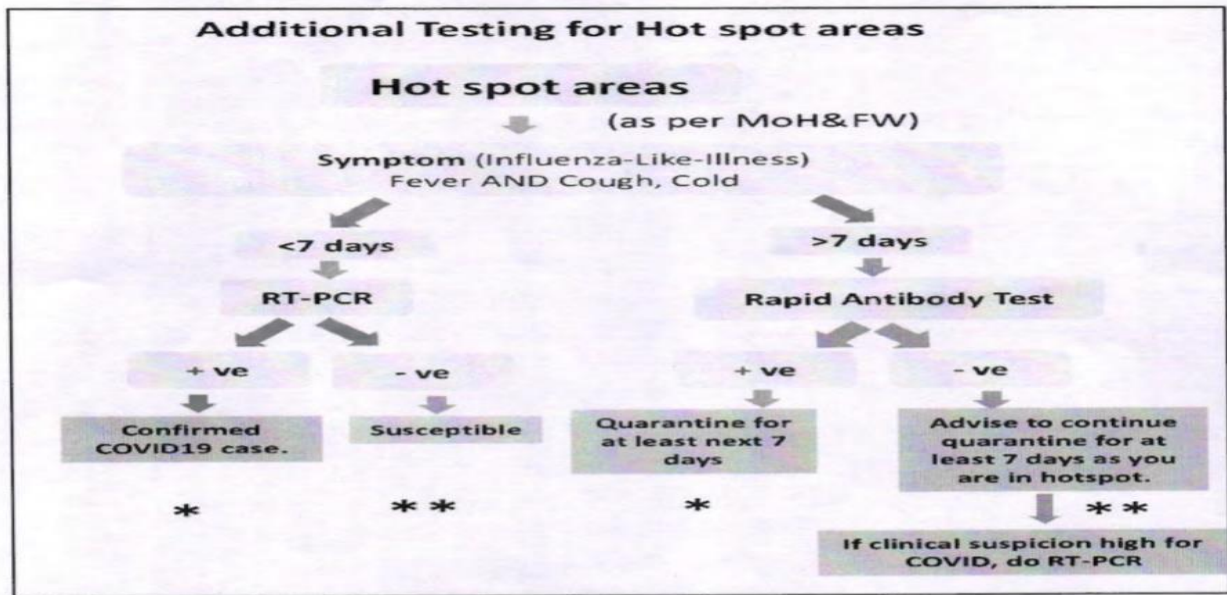 Additional Testing for Hot spot areas
Hot spot areas
(as per MoH&FW)
Symptom (Influenza-Like-Illness)
Fever AND Cough, Cold
<7 days
>7 days
RT-PCR
Rapid Antibody Test
+ ve
- ve
+ ve
- ve
Confirmed
COVID19 case.
Susceptible
Quarantine for
at least next 7
days
Advise to continue
quarantine for at
least 7 days as you
are in hotspot.
*
* *
*
* *
If clinical suspicion high for
COVID, do RT-PCR